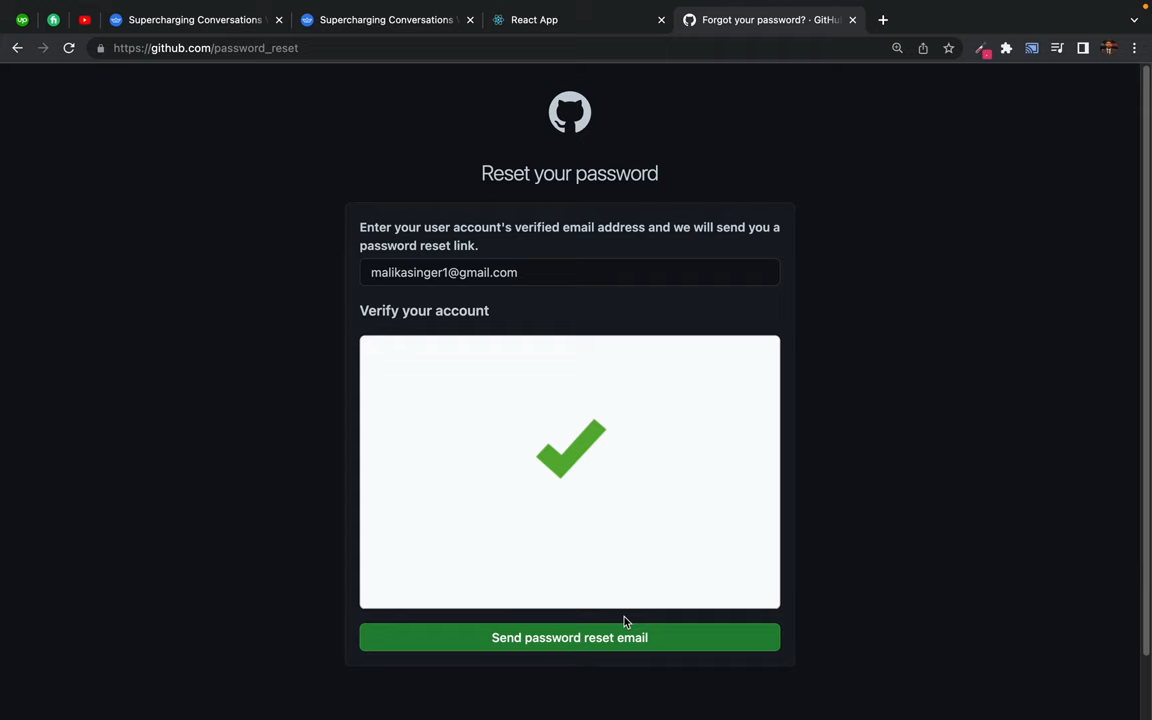 up
Supercharging Conversations
Supercharging Conversations
React App
Forgot your password? · GitHu
https://github.com/password_reset
Reset your password
Enter your user account's verified email address and we will send you a
password reset link.
malikasinger1@gmail.com
Verify your account
Send password reset email